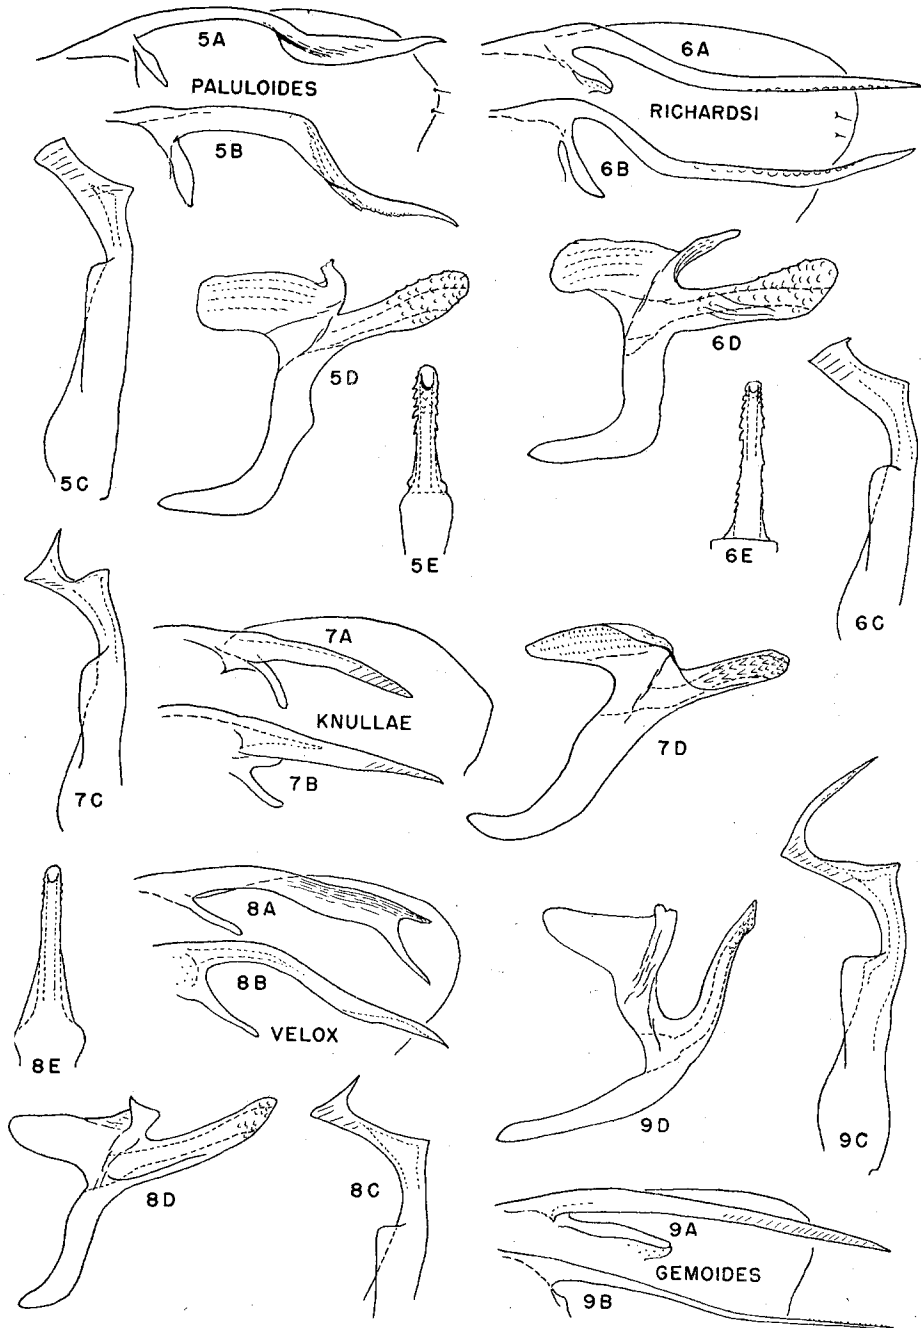 5A
PALULOIDES
5B
5C
5D
5E
6A
RICHARDSI
6B
6D
6E
6C
7A
KNULLAE
7B
7C
7D
8A
8B
VELOX
8E
8D
8C
9D
9C
9A
GEMOIDES
9B